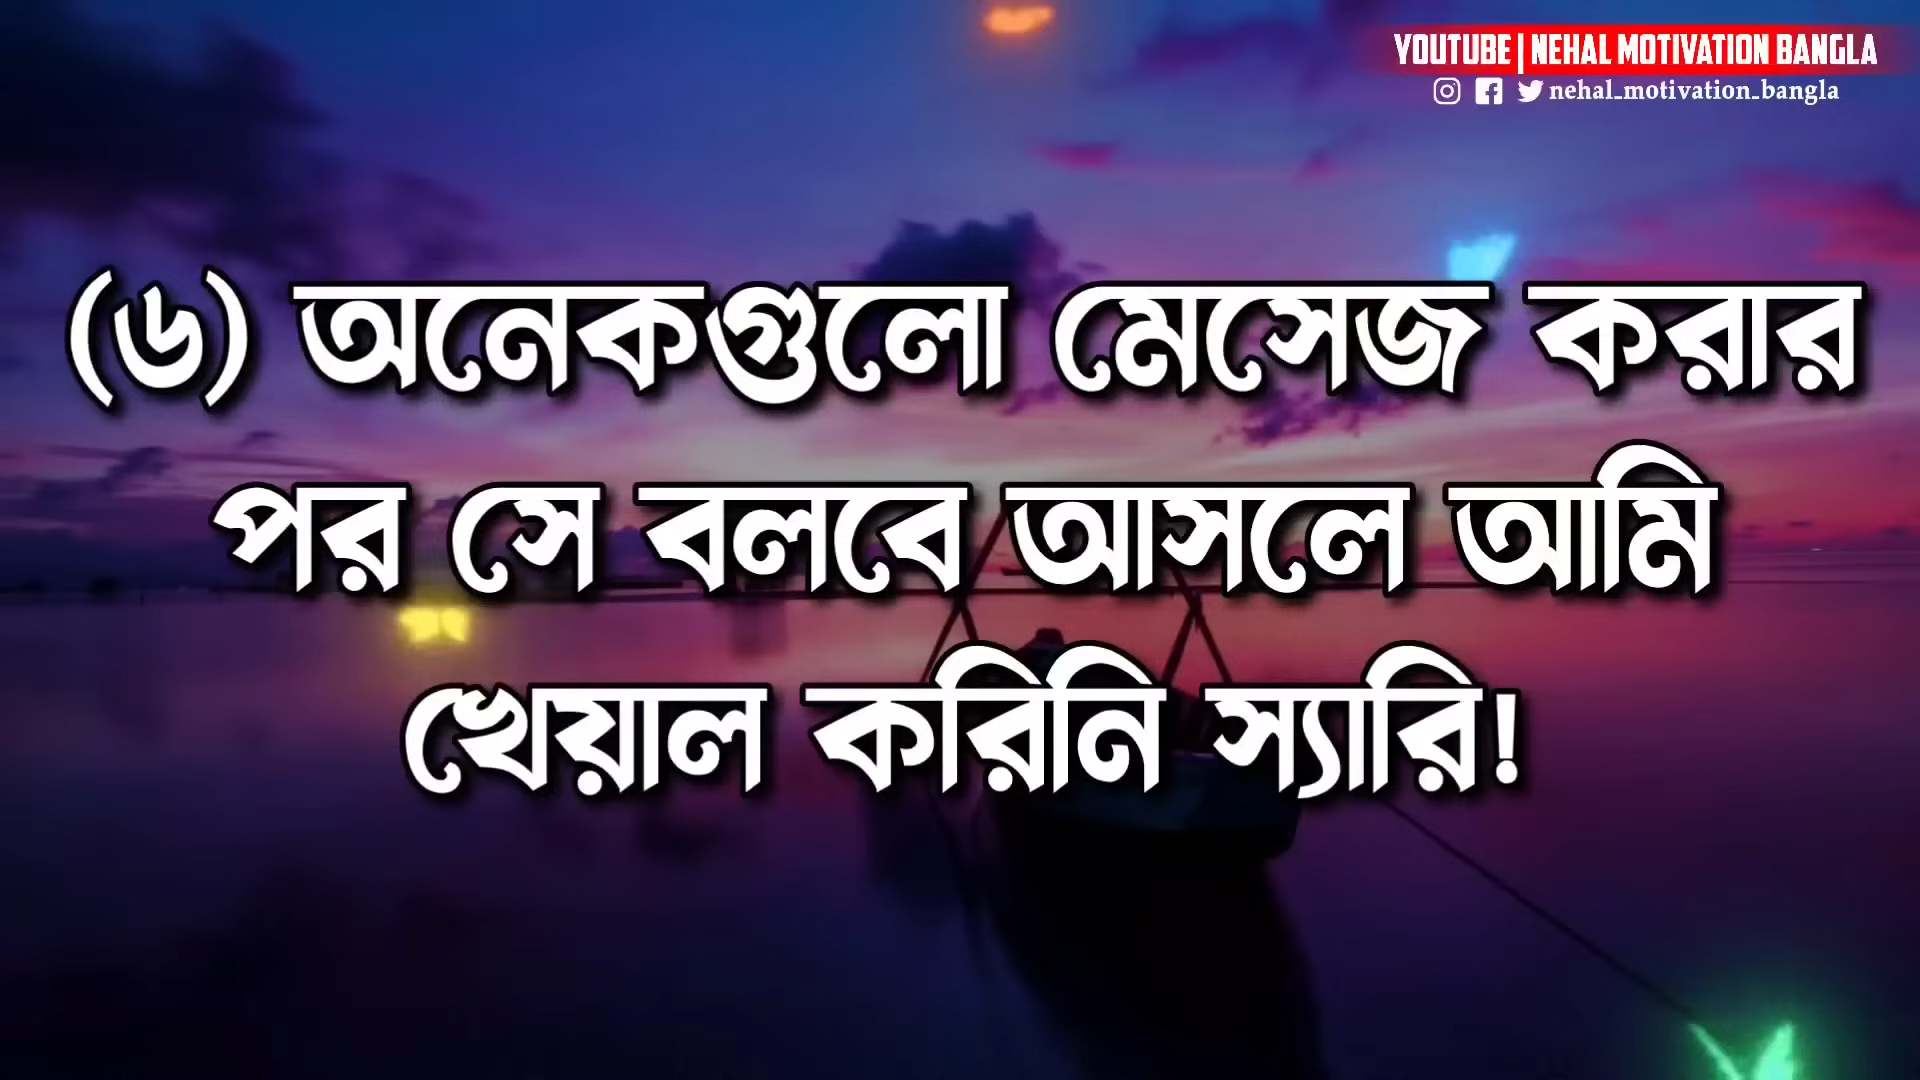 YOUTUBE | NEHAL MOTIVATION BANGLA
nehal_motivation_bangla
(৬) অনেকগুলো মেসেজ করার
পর সে বলবে আসলে আমি
খেয়াল করিনি স্যারি!